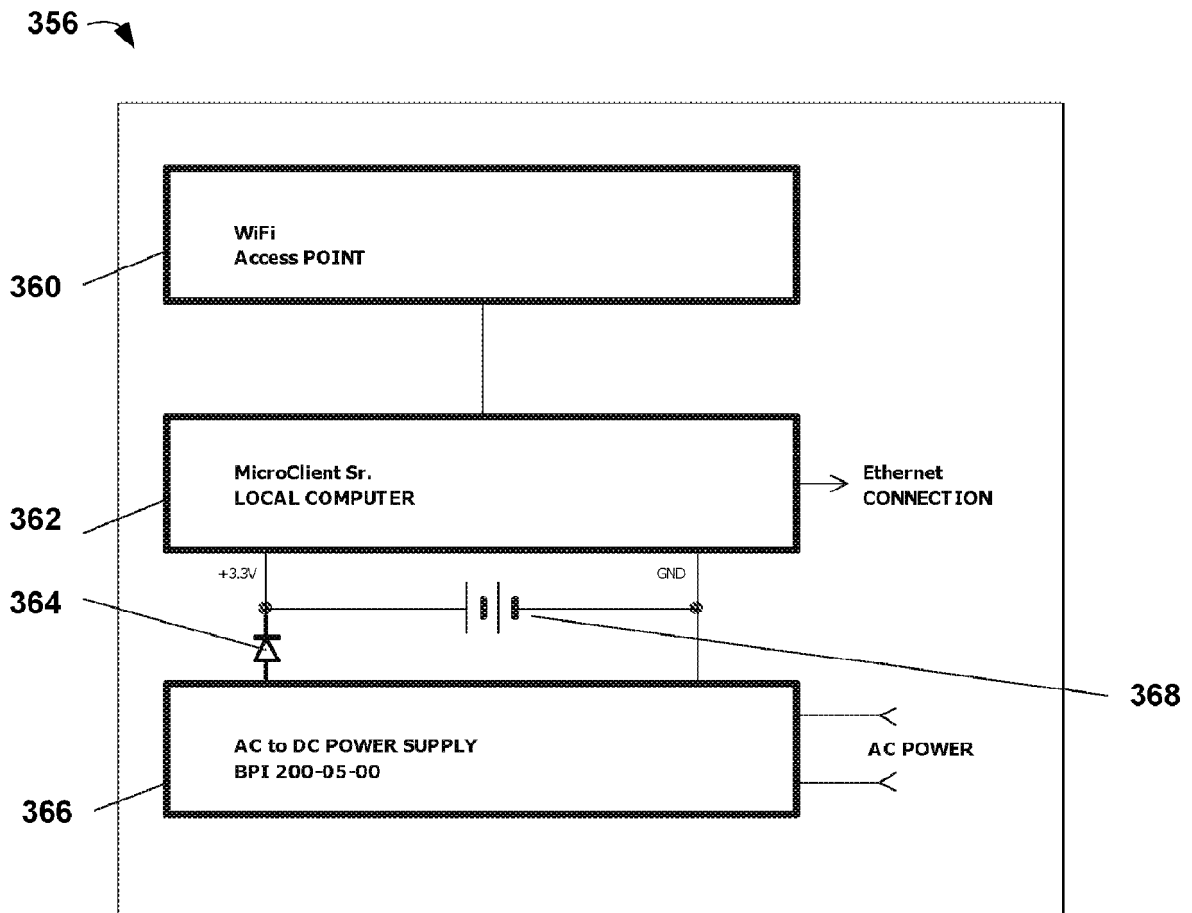 356
WiFi
Access POINT
360
MicroClient Sr.
LOCAL COMPUTER
Ethernet
CONNECTION
362
+3.3V
GND
364
368
AC to DC POWER SUPPLY
BPI 200-05-00
AC POWER
366